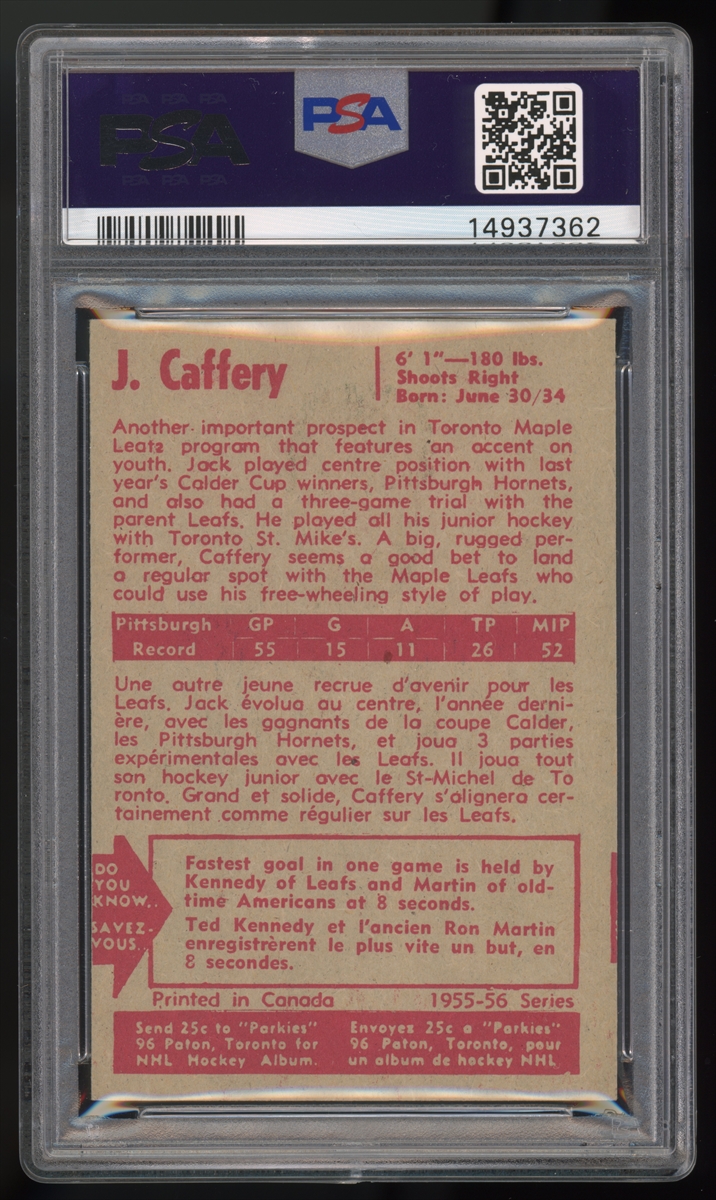 PSA PSA PSA
PSA
PSA PSA PSA
PSA
14937362
J. Caffery
6' 1"—180 lbs.
Shoots Right
Born: June 30/34
Another important prospect in Toronto Maple
Leafs program that features an accent on
youth. Jack played centre position with last
year's Calder Cup winners, Pittsburgh Hornets,
and also had a three-game trial with the
parent Leafs. He played all his junior hockey
with Toronto St. Mike's. A big, rugged per-
former, Caffery seems a good bet to land
a regular spot with the Maple Leafs who
could use his free-wheeling style of play.
Pittsburgh GP G A TP MIP
Record 55 15 11 26 52
Une autre jeune recrue d'avenir pour les
Leafs. Jack évolua au centre, l'année derni-
ère, avec les gagnants de la coupe Calder,
les Pittsburgh Hornets, et joua 3 parties
expérimentales avec les Leafs. Il joua tout
son hockey junior avec le St-Michel de To
ronto. Grand et solide, Caffery s'alignera cer-
tainement comme régulier sur les Leafs.
DO
YOU
KNOW..
SAVEZ-
VOUS..
Fastest goal in one game is held by
Kennedy of Leafs and Martin of old-
time Americans at 8 seconds.
Ted Kennedy et l'ancien Ron Martin
enregistrèrent le plus vite un but, en
8 secondes.
Printed in Canada 1955-56 Series
Send 25c to "Parkies"
96 Paton, Toronto for
NHL Hockey Album.
Envoyez 25c a "Parkies"
96 Paton, Toronto, pour
un album de hockey NHL